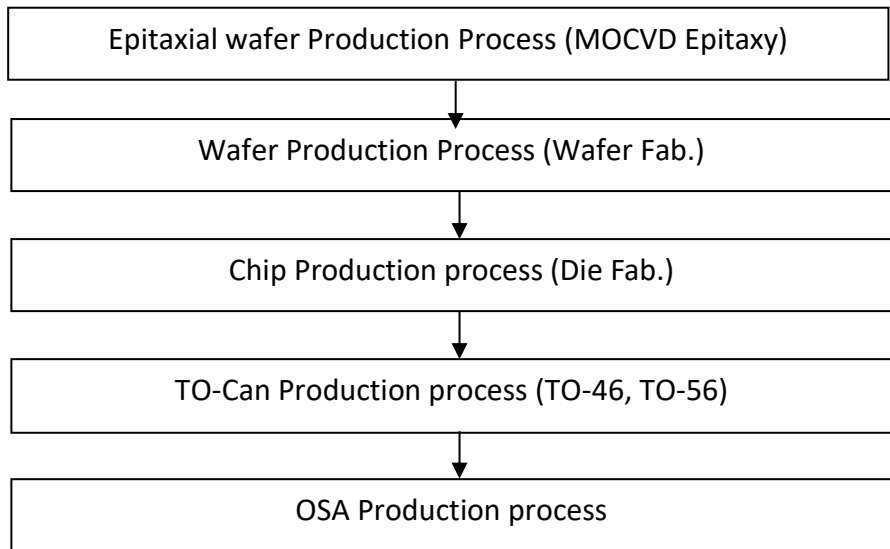 Epitaxial wafer Production Process (MOCVD Epitaxy)
Wafer Production Process (Wafer Fab.)
Chip Production process (Die Fab.)
TO-Can Production process (TO-46, TO-56)
OSA Production process